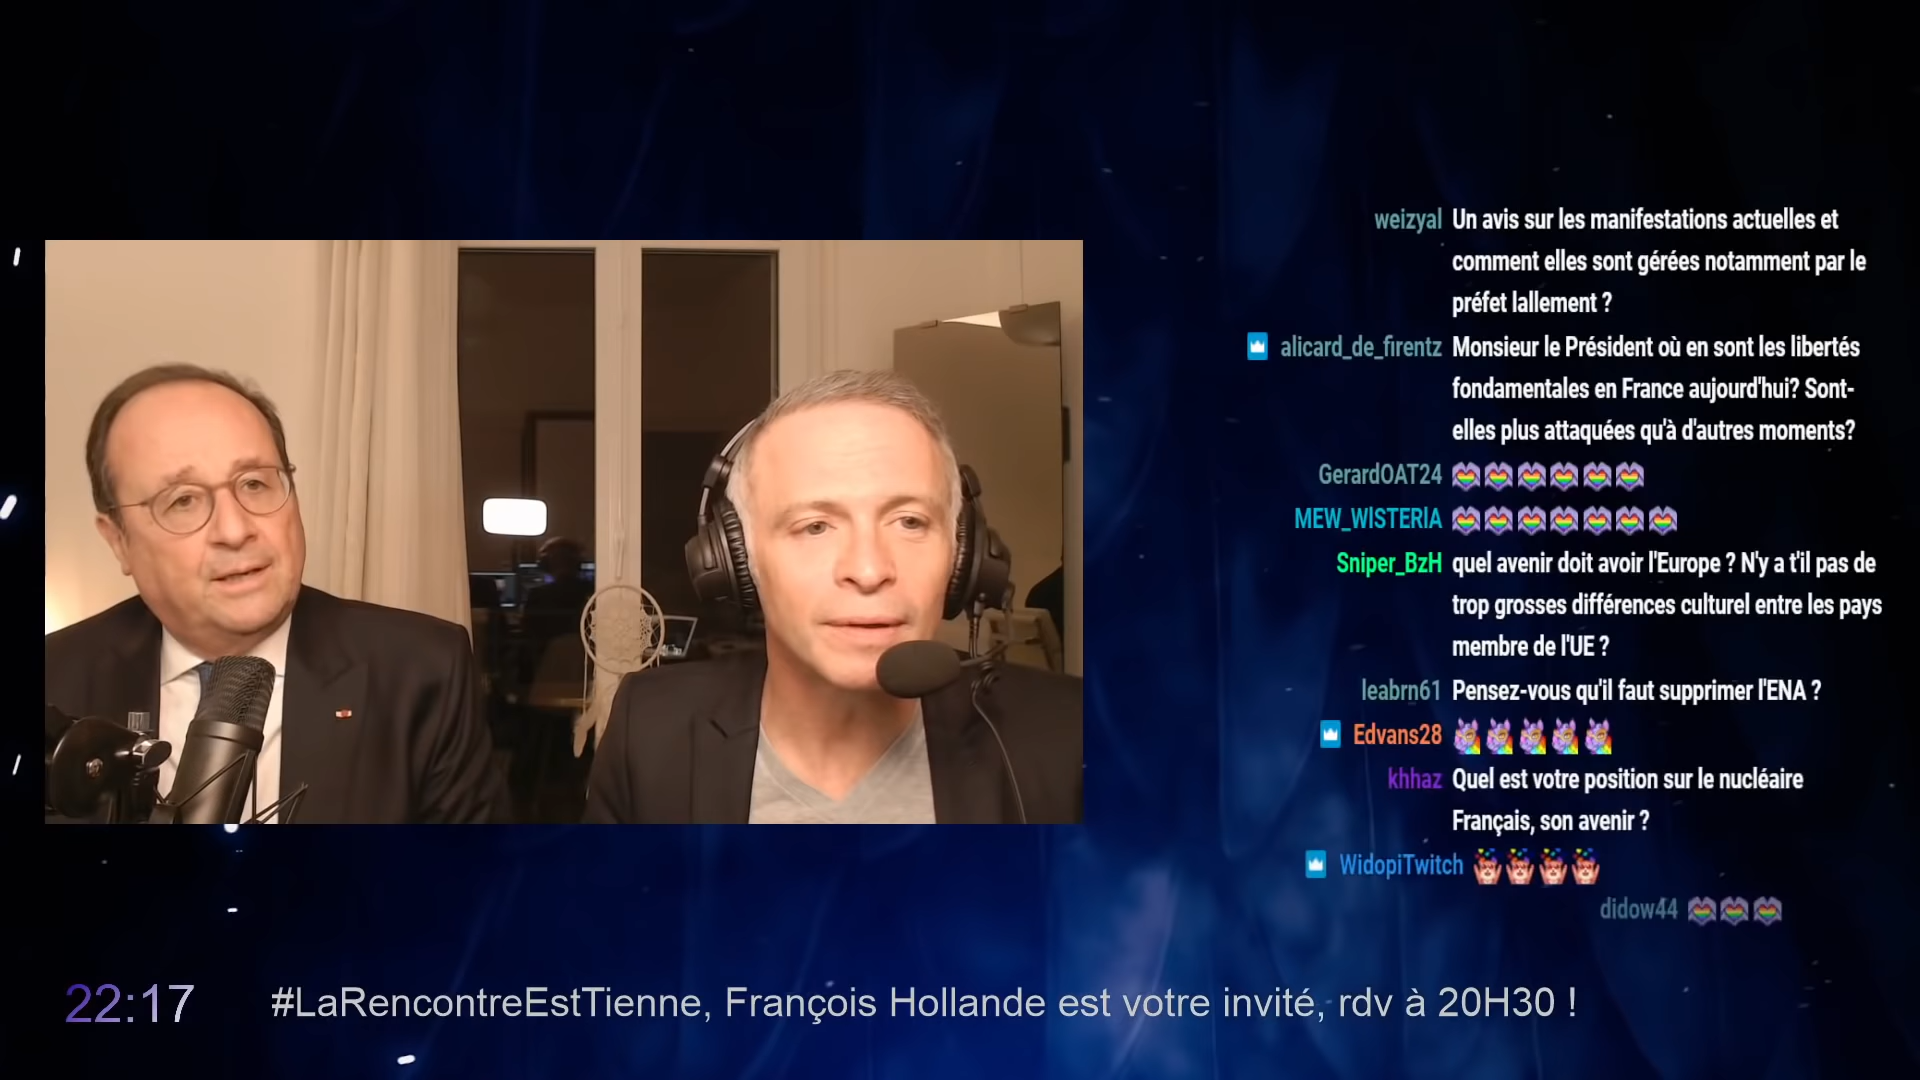 weizyal Un avis sur les manifestations actuelles et
comment elles sont gérées notamment par le
préfet lallement ?
alicard_de_firentz Monsieur le Président où en sont les libertés
fondamentales en France aujourd'hui? Sont-
elles plus attaquées qu'à d'autres moments?
GerardOAT24
MEW_WISTERIA
Sniper_BzH quel avenir doit avoir l'Europe ? N'y a t'il pas de
trop grosses différences culturel entre les pays
membre de l'UE ?
leabrn61 Pensez-vous qu'il faut supprimer l'ENA ?
Edvans28
khhaz Quel est votre position sur le nucléaire
Français, son avenir ?
WidopiTwitch
didow44
22:17 #LaRencontreEstTienne, François Hollande est votre invité, rdv à 20H30 !